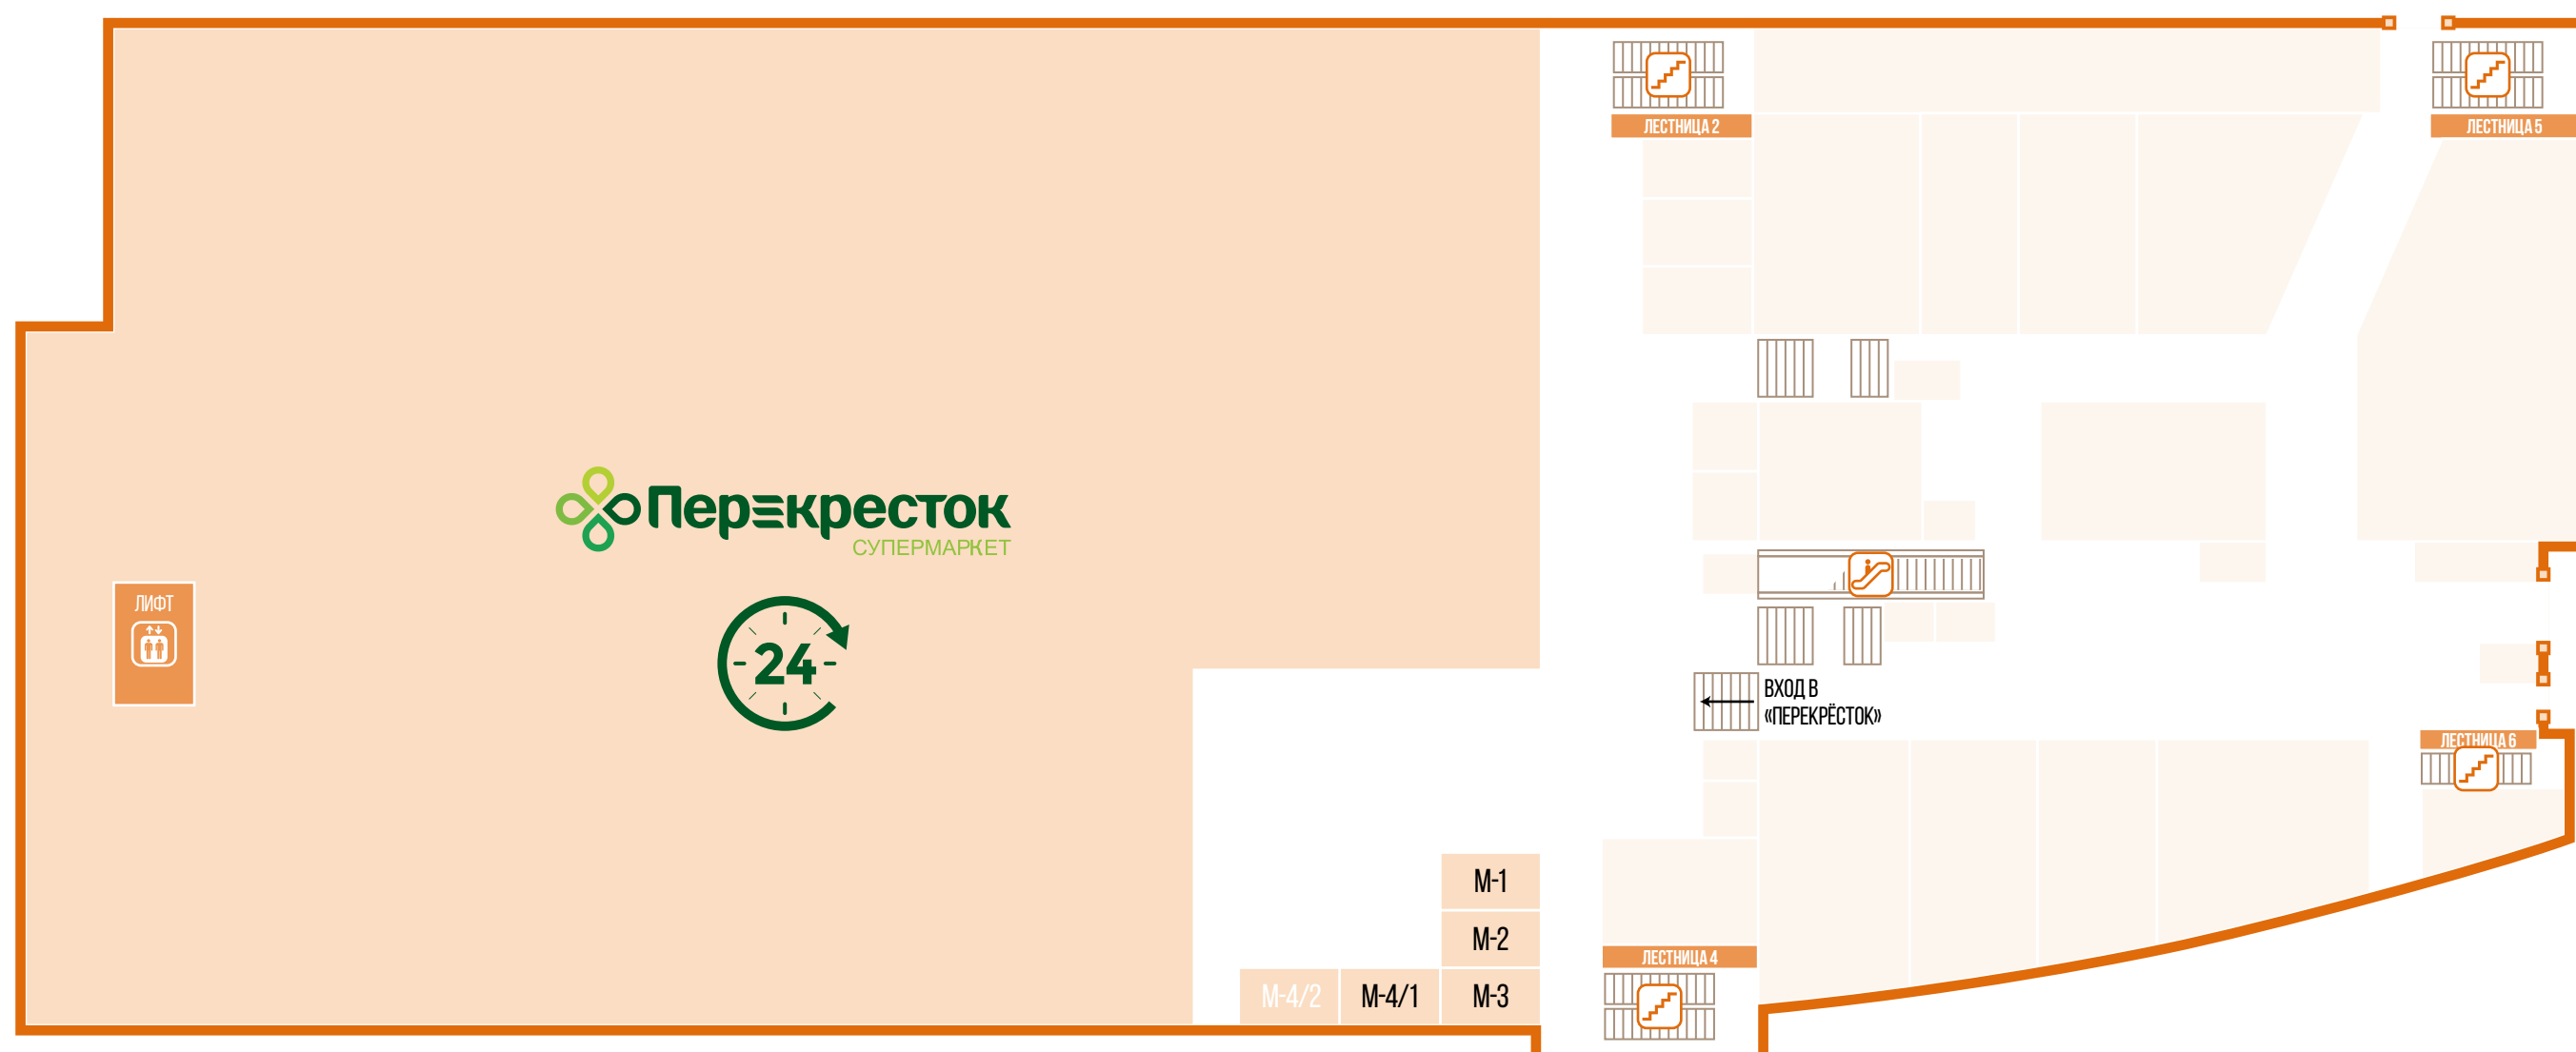 ЛЕСТНИЦА 2
ЛЕСТНИЦА 5
Перекресток
СУПЕРМАРКЕТ
ЛИФТ
24
ВХОД В
«ПЕРЕКРЁСТОК»
ЛЕСТНИЦА 6
М-1
М-2
ЛЕСТНИЦА 4
М-4/2
М-4/1
М-3